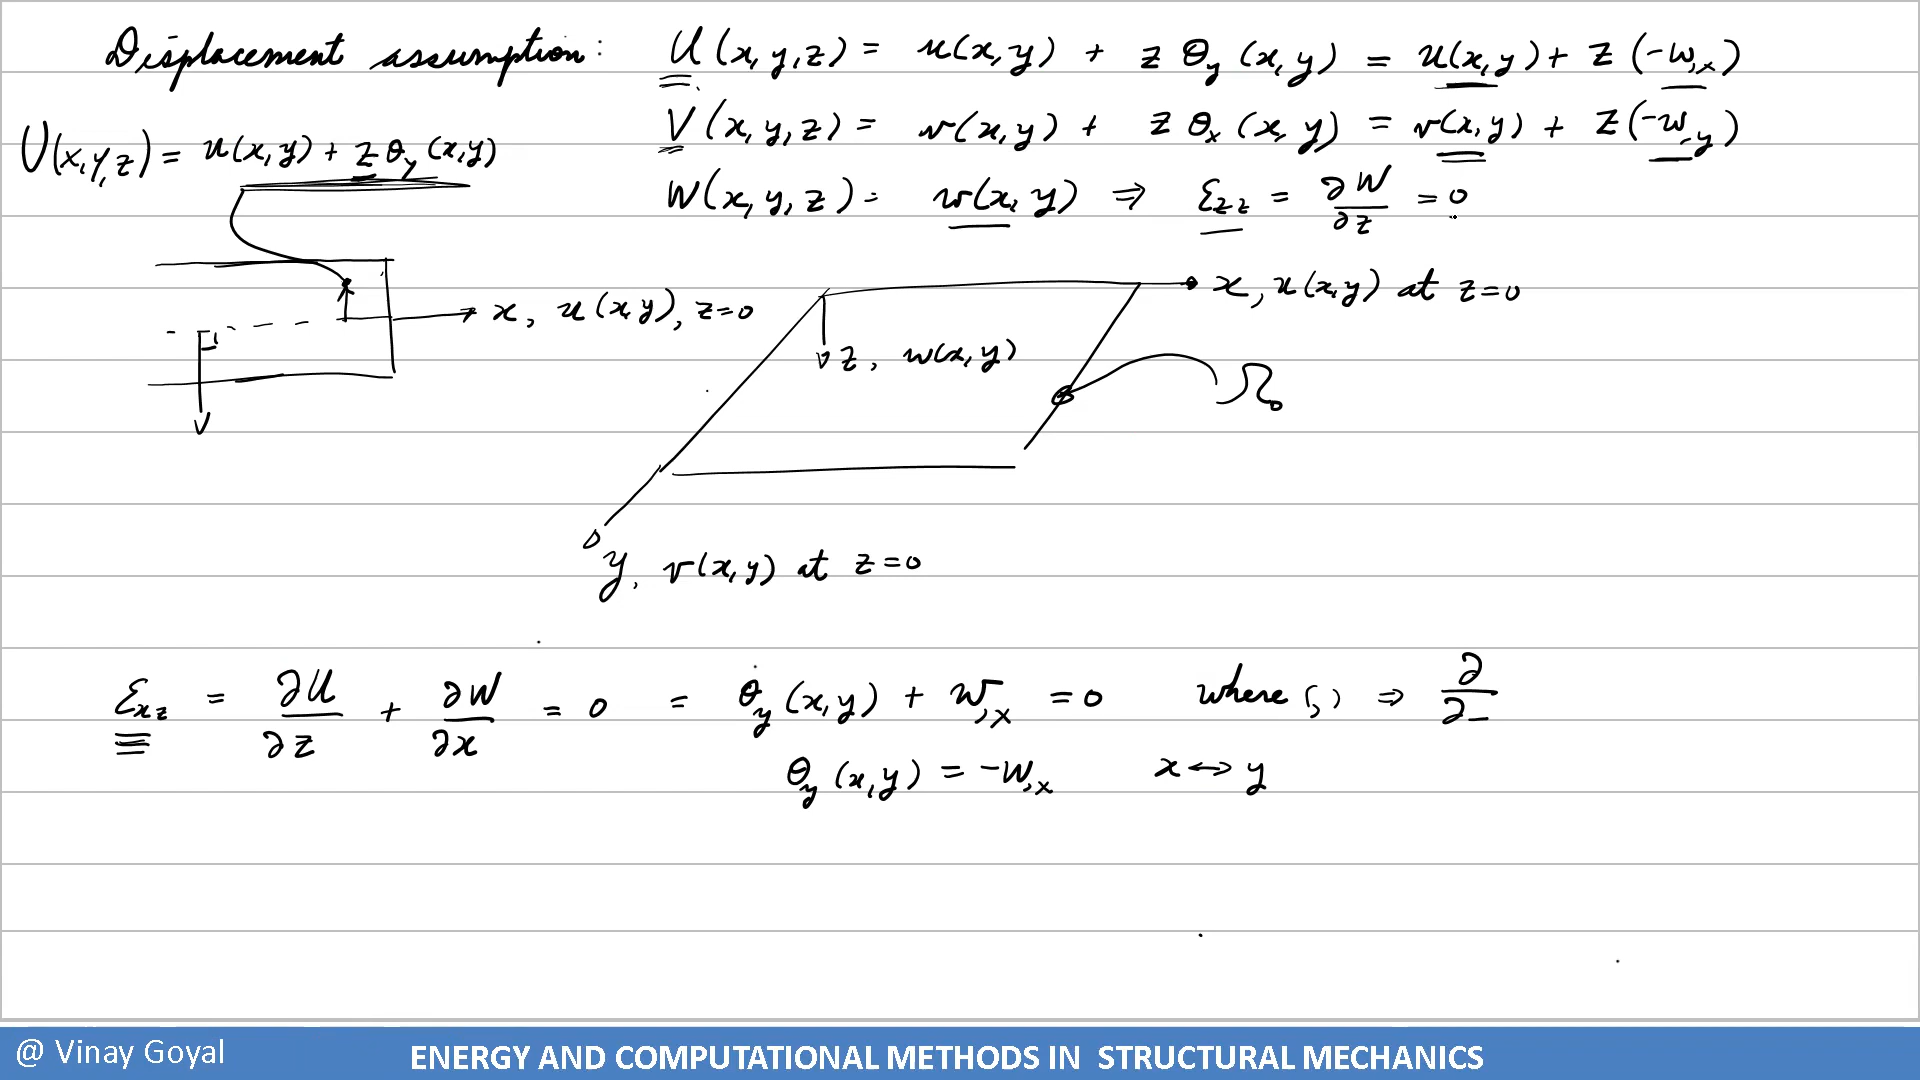 Displacement assumption: U(x,y,z) = u(x,y) + z θy (x,y) = u(x,y) + z (-w,x)
V(x,y,z) = v(x,y) + z θx (x,y) = v(x,y) + z(-w,y)
U(x,y,z) = u(x,y) + z θy (x,y)
W(x,y,z) = w(x,y) ⇒ εzz = ∂W/∂z = 0
x, u(x,y), z=0
x, u(x,y) at z=0
z, w(x,y)
Ω₀
y, v(x,y) at z=0
εxz = ∂U/∂z + ∂W/∂x = 0 = θy (x,y) + w,x = 0 where (,) ⇒ ∂/∂_
θy (x,y) = -w,x x ↔ y
@ Vinay Goyal
ENERGY AND COMPUTATIONAL METHODS IN STRUCTURAL MECHANICS